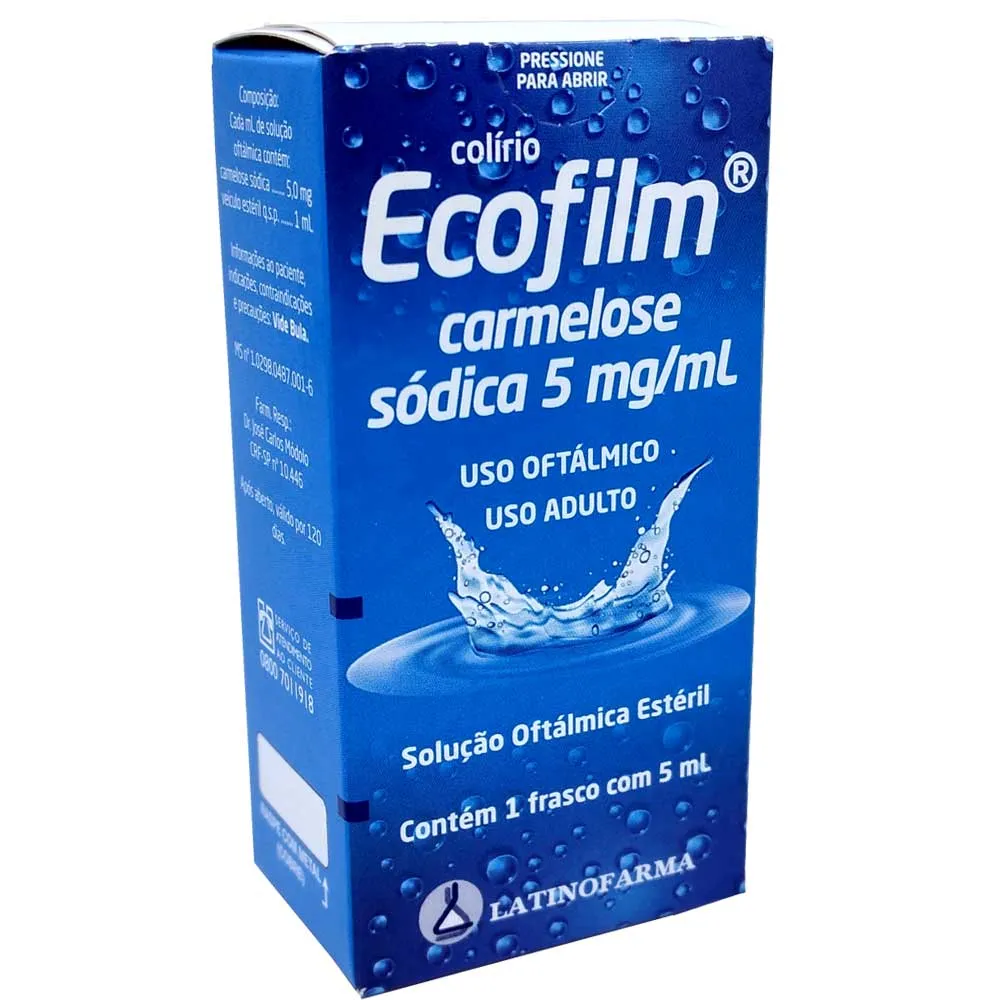 PRESSIONE
PARA ABRIR
colírio
Ecofilm®
carmelose
sódica 5 mg/mL
USO OFTÁLMICO
USO ADULTO
Solução Oftálmica Estéril
Contém 1 frasco com 5 mL
LATINOFARMA
Composição:
Cada mL de solução
oftálmica contém:
carmelose sódica ...... 5,0 mg
veículo estéril q.s.p. ...... 1 mL
Informações ao paciente,
indicações, contraindicações
e precauções: Vide Bula.
MS nº 1.0298.0487.001-6
Farm. Resp.:
Dr. José Carlos Módolo
CRF-SP nº 10.446
Após aberto, válido por 120
dias.
SERVIÇO DE
ATENDIMENTO
AO CLIENTE
0800 7011918
RASPE COM METAL
(COBRE)